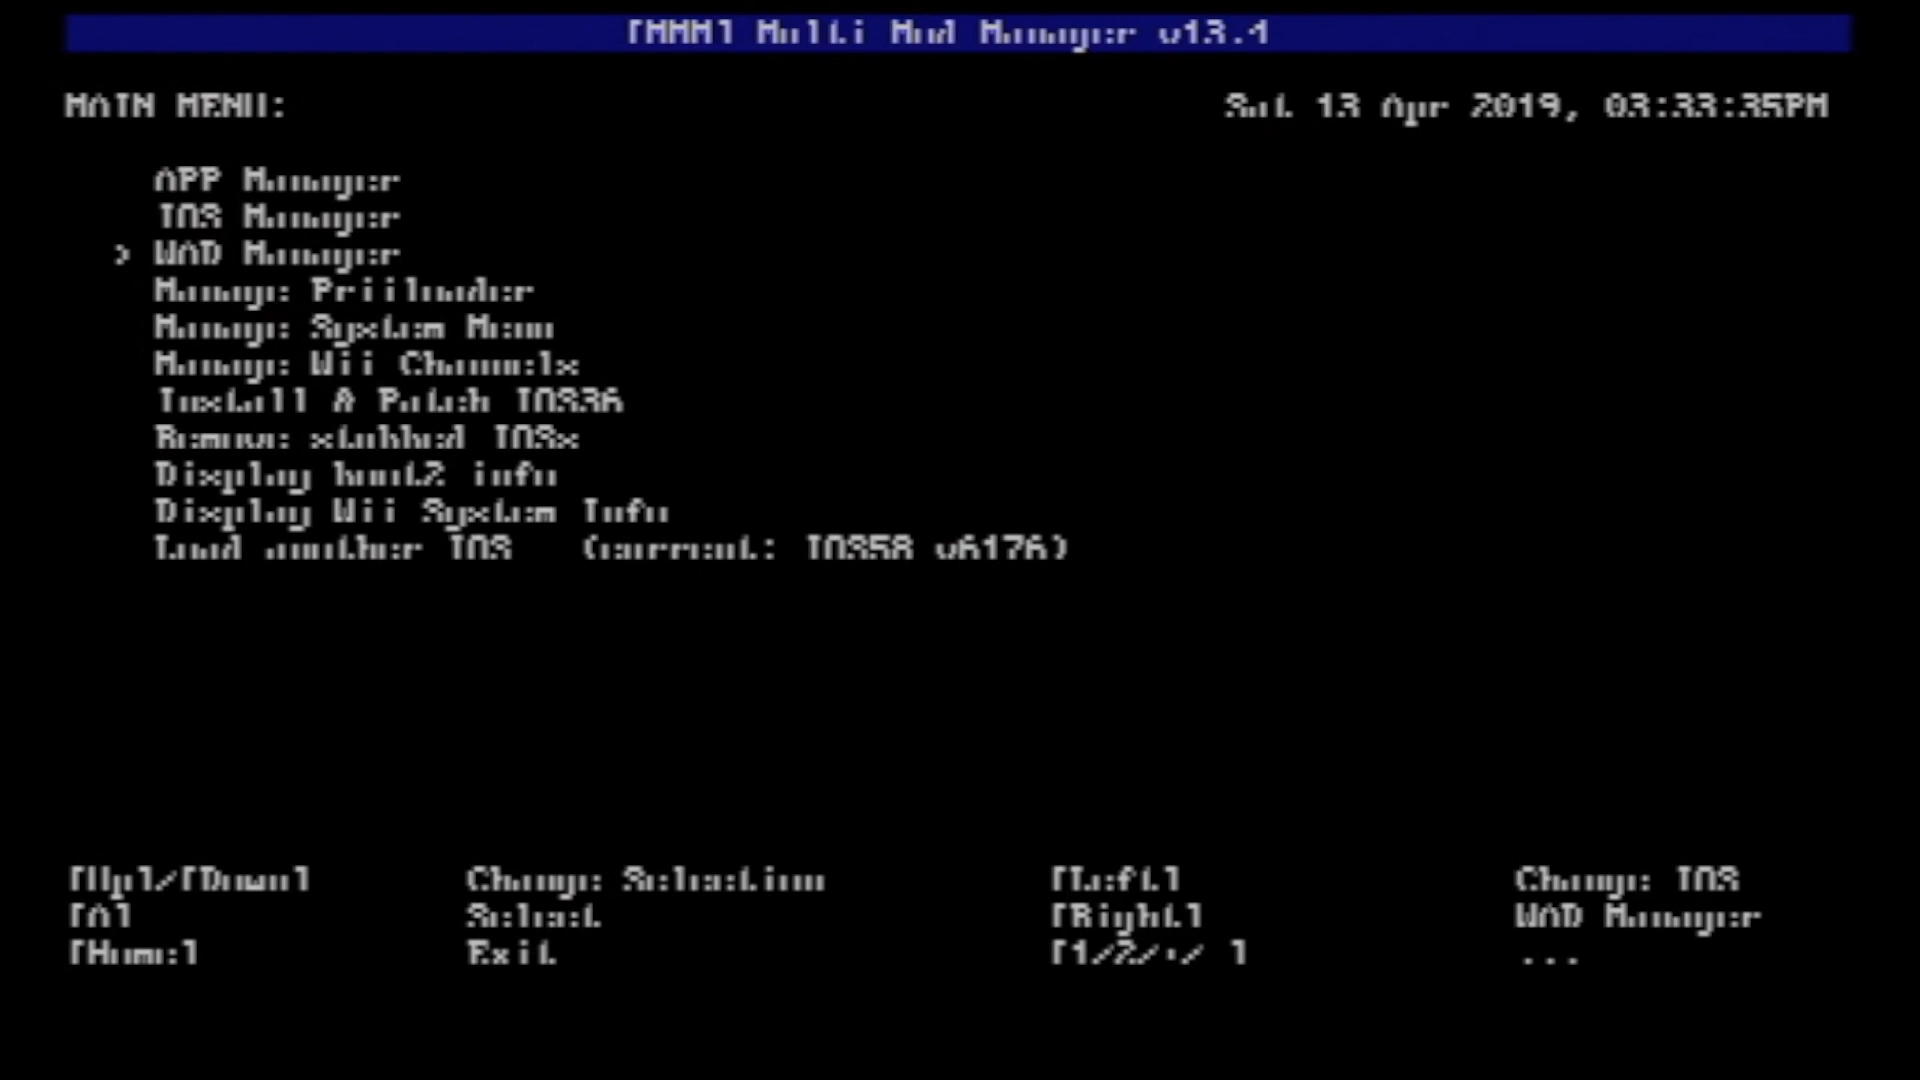 [MMM] Multi Mod Manager v13.4
MAIN MENU: Sat 13 Apr 2019, 03:33:35PM
APP Manager
IOS Manager
> WAD Manager
Manage Priiloader
Manage System Menu
Manage Wii Channels
Install & Patch IOS36
Remove stubbed IOSs
Display boot2 info
Display Wii System Info
Load another IOS (current: IOS58 v6176)
[Up]/[Down] Change Selection [Left] Change IOS
[A] Select [Right] WAD Manager
[Home] Exit [1/2/+/-] ...